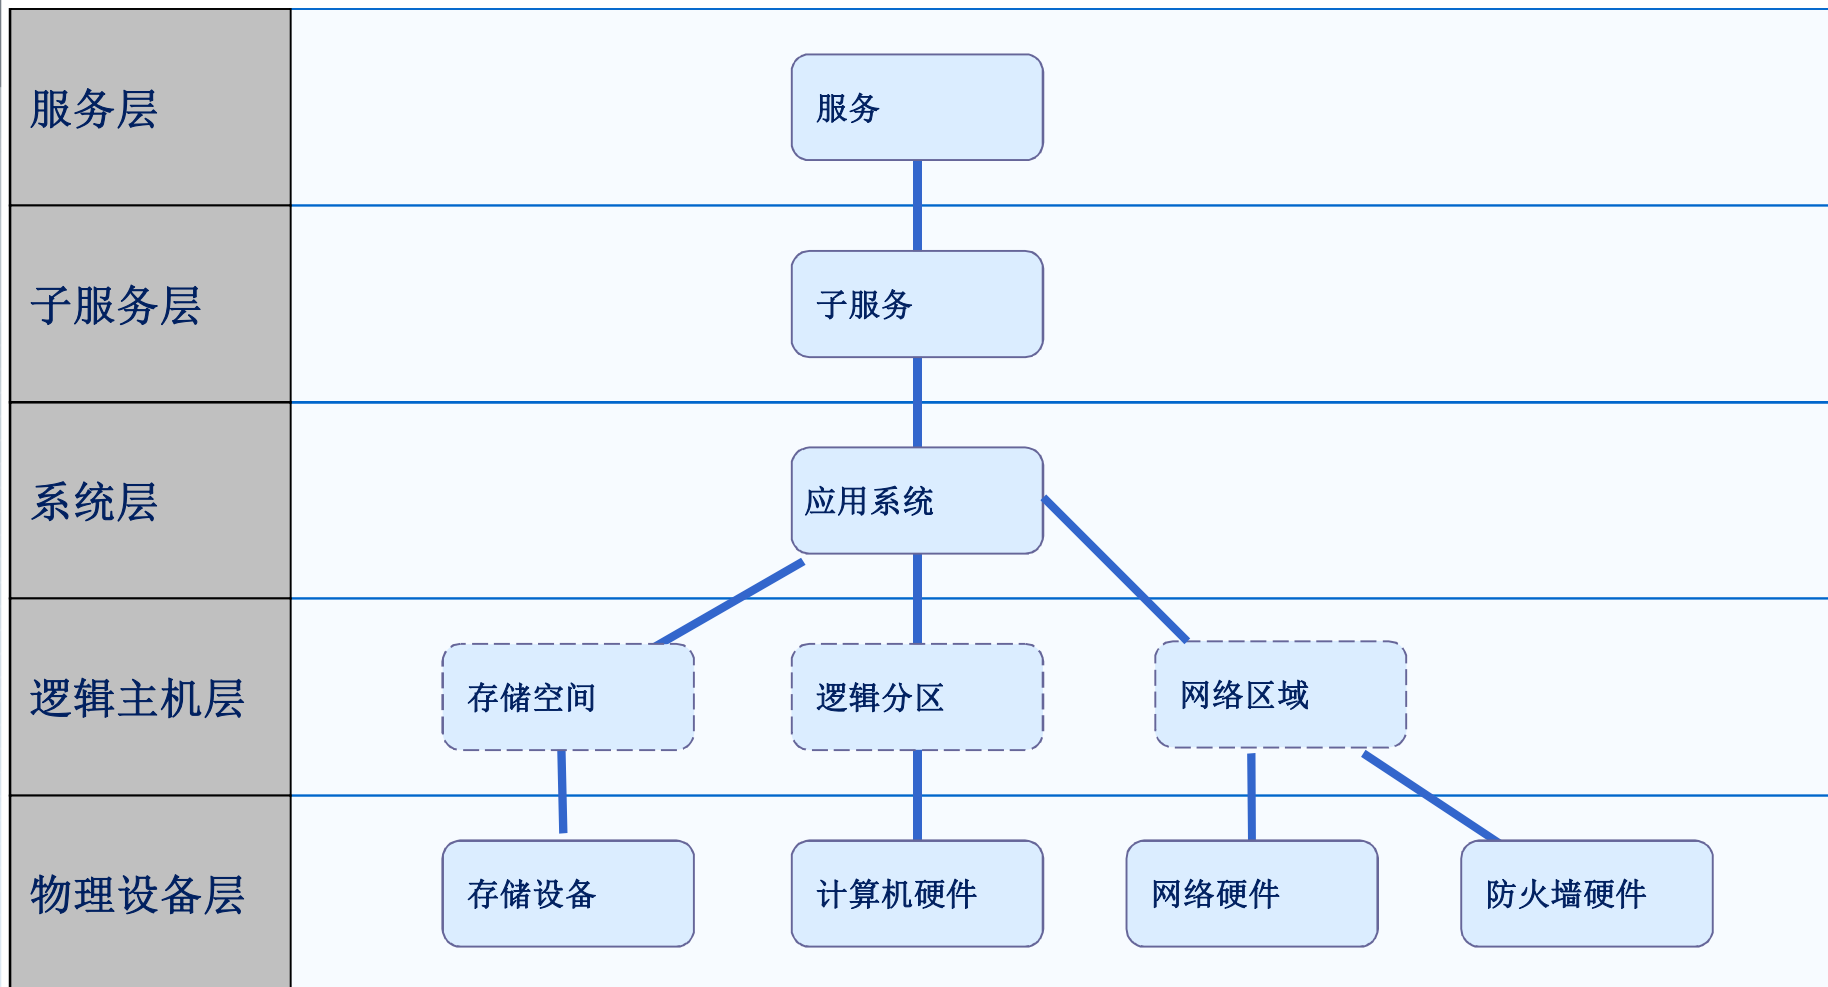 服务层
服务
子服务层
子服务
系统层
应用系统
逻辑主机层
存储空间
逻辑分区
网络区域
物理设备层
存储设备
计算机硬件
网络硬件
防火墙硬件